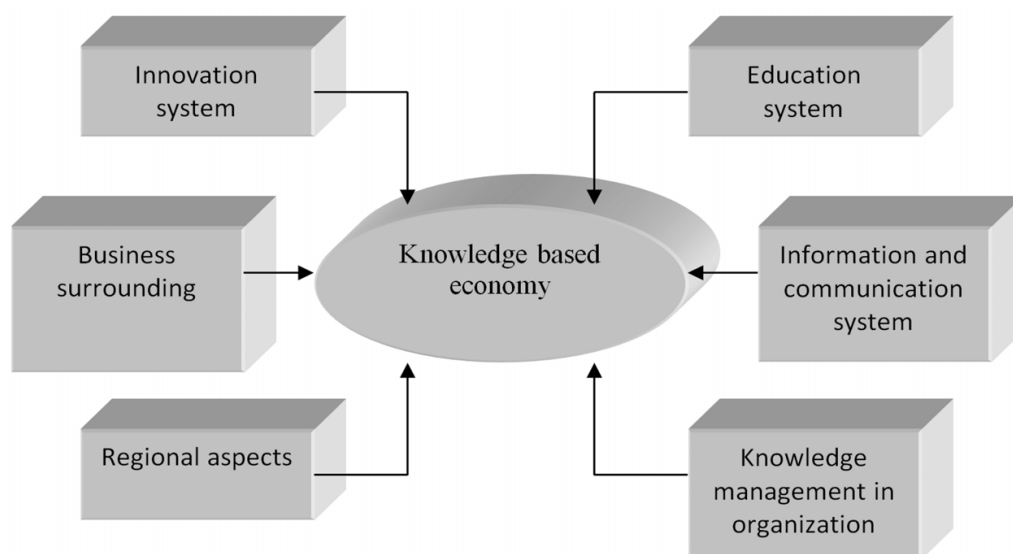 Innovation
system
Education
system
Business
surrounding
Knowledge based
economy
Information and
communication
system
Regional aspects
Knowledge
management in
organization